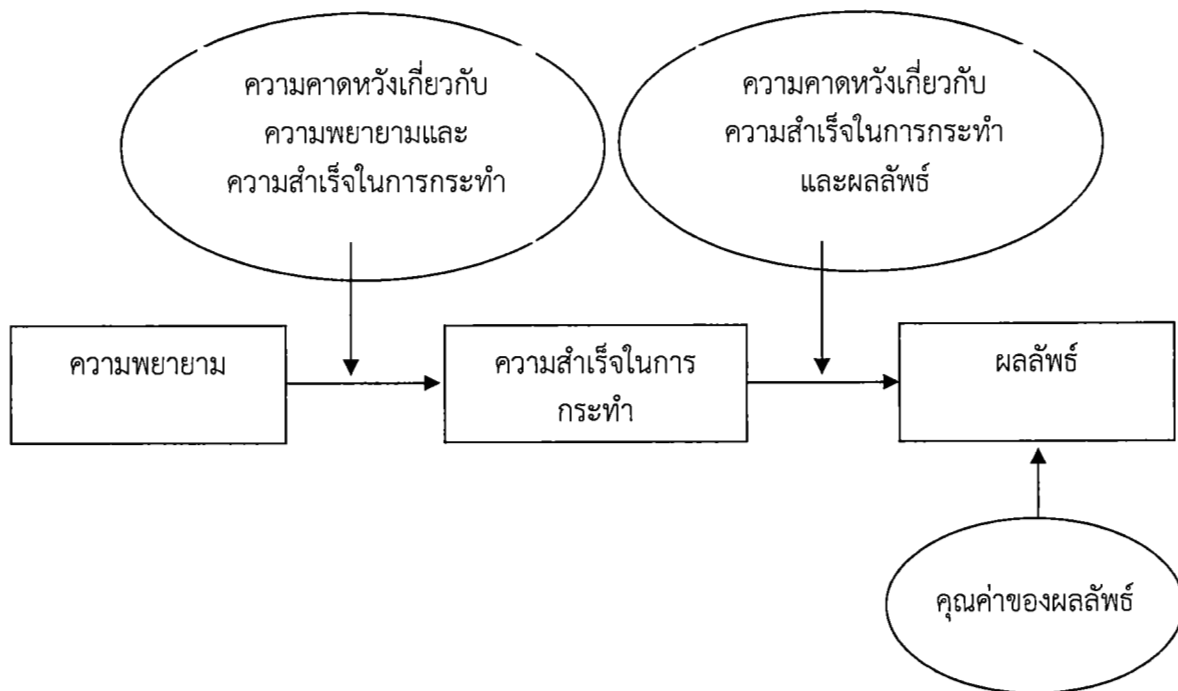 ความคาดหวังเกี่ยวกับ
ความพยายามและ
ความสำเร็จในการกระทำ
ความคาดหวังเกี่ยวกับ
ความสำเร็จในการกระทำ
และผลลัพธ์
ความพยายาม
ความสำเร็จในการ
กระทำ
ผลลัพธ์
คุณค่าของผลลัพธ์